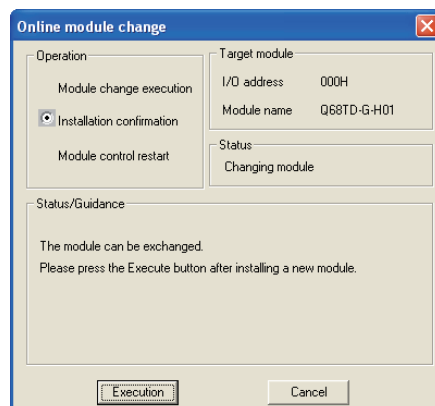 Online module change
Operation
Module change execution
Installation confirmation
Module control restart
Target module
I/O address 000H
Module name Q68TD-G-H01
Status
Changing module
Status/Guidance
The module can be exchanged.
Please press the Execute button after installing a new module.
Execution
Cancel